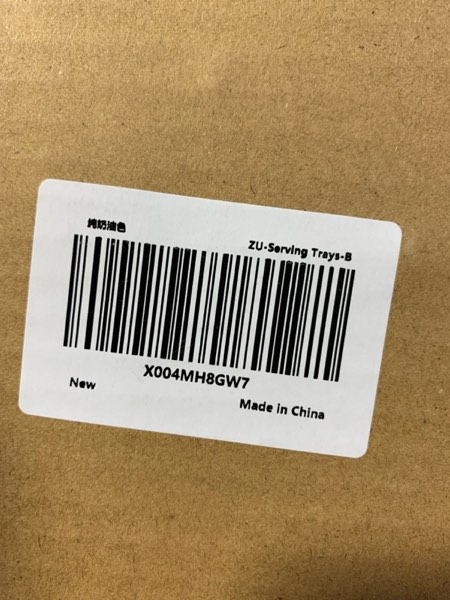 纯奶油色
ZU-Serving Trays-B
X004MH8GW7
New
Made in China